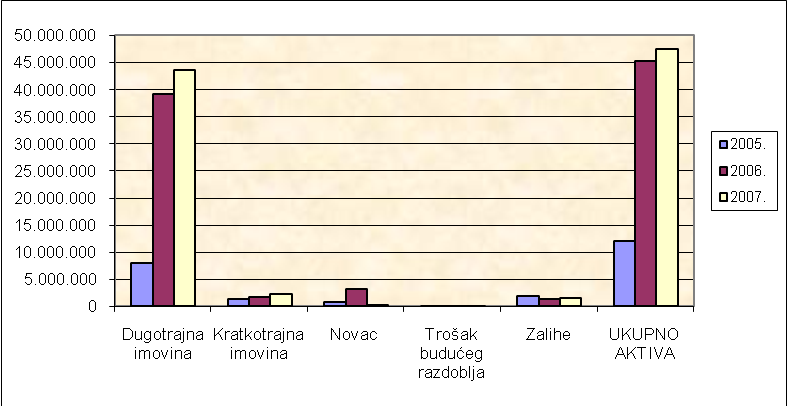 50.000.000
45.000.000
40.000.000
35.000.000
30.000.000
25.000.000
20.000.000
15.000.000
10.000.000
5.000.000
0
Dugotrajna
imovina
Kratkotrajna
imovina
Novac
Trošak
budućeg
razdoblja
Zalihe
UKUPNO
AKTIVA
2005.
2006.
2007.